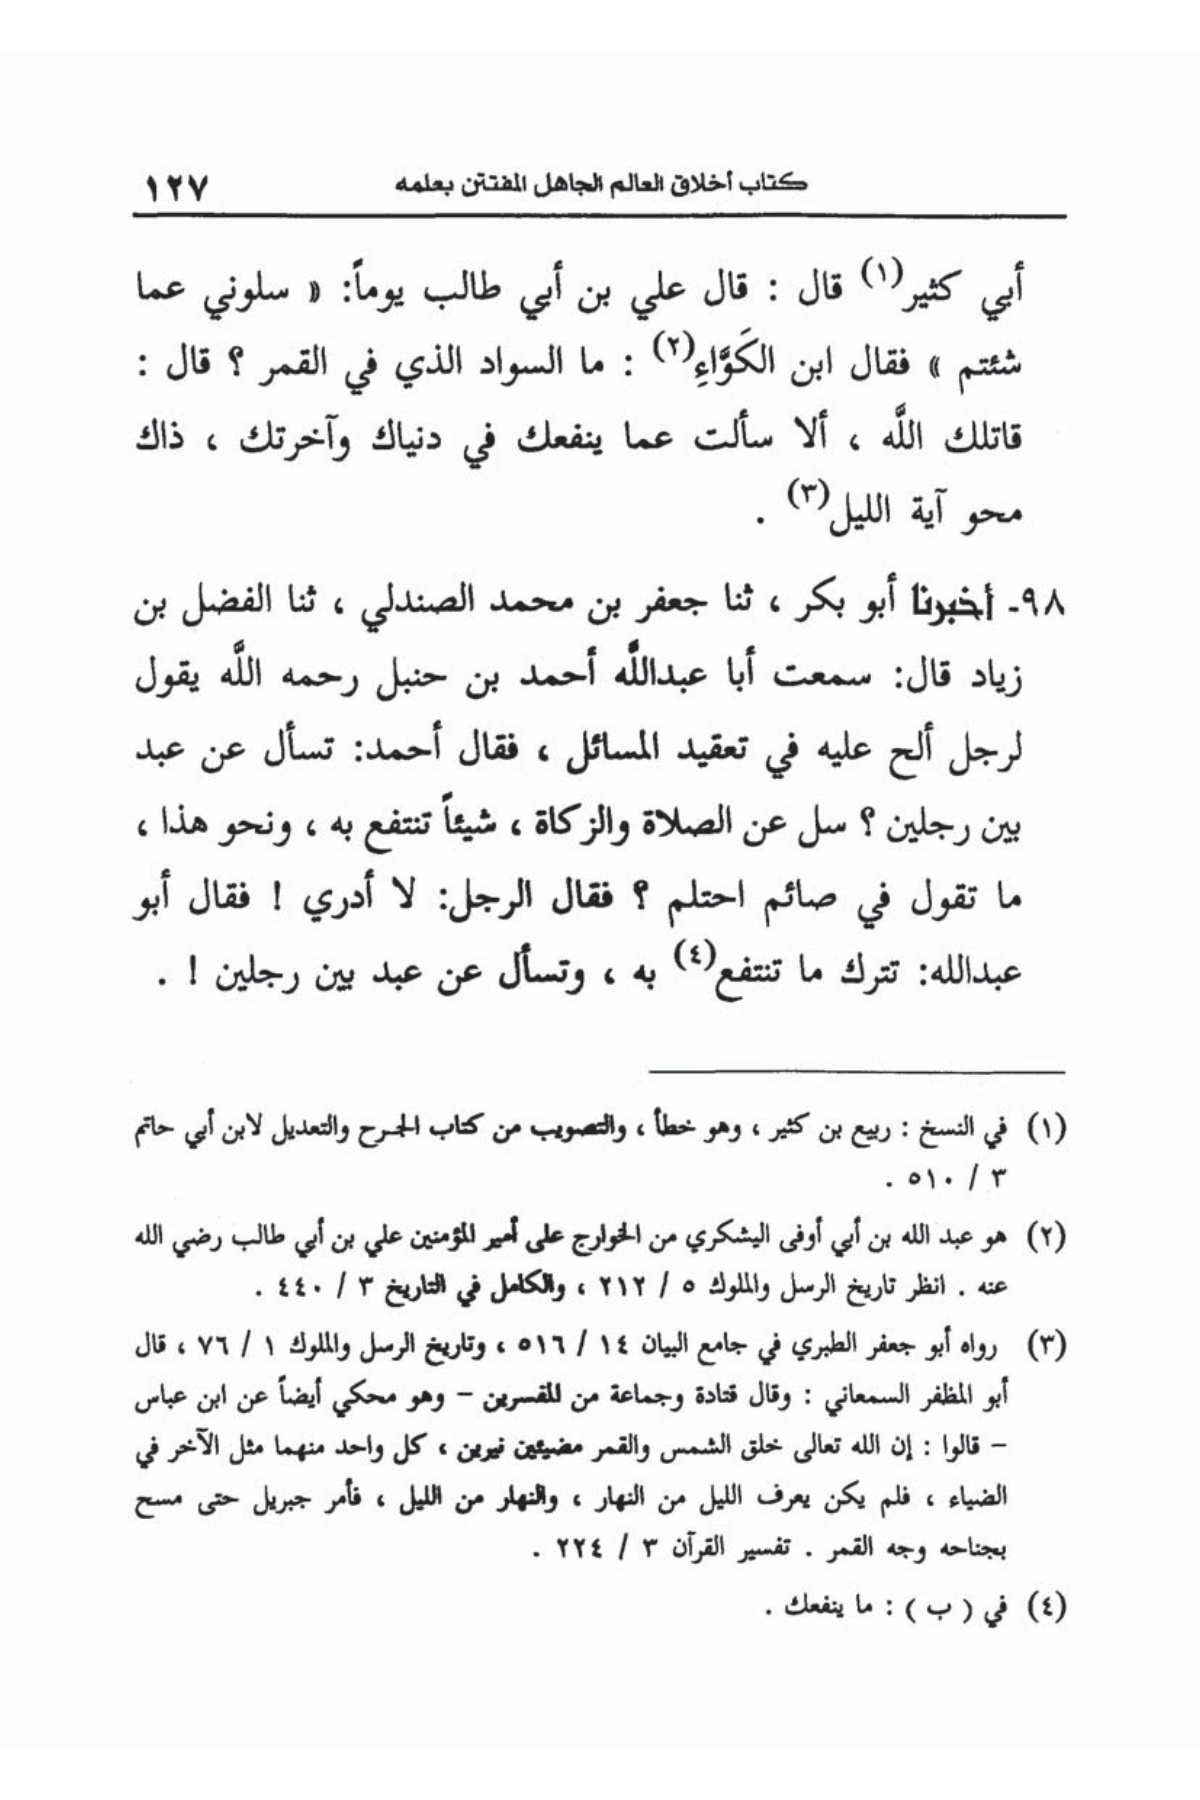 كتاب أخلاق العالم الجاهل المفتتن بعلمه ١٢٧
أبي كثير(١) قال : قال علي بن أبي طالب يوماً: « سلوني عما
شئتم » فقال ابن الكَوَّاءِ(٢) : ما السواد الذي في القمر ؟ قال :
قاتلك اللَّه ، ألا سألت عما ينفعك في دنياك وآخرتك ، ذاك
محو آية الليل(٣) .
٩٨- أخبرنا أبو بكر ، ثنا جعفر بن محمد الصندلي ، ثنا الفضل بن
زياد قال: سمعت أبا عبداللَّه أحمد بن حنبل رحمه اللَّه يقول
لرجل ألح عليه في تعقيد المسائل ، فقال أحمد: تسأل عن عبد
بين رجلين ؟ سل عن الصلاة والزكاة ، شيئاً تنتفع به ، ونحو هذا ،
ما تقول في صائم احتلم ؟ فقال الرجل: لا أدري ! فقال أبو
عبدالله: تترك ما تنتفع(٤) به ، وتسأل عن عبد بين رجلين ! .
(١) في النسخ : ربيع بن كثير ، وهو خطأ ، والتصويب من كتاب الجرح والتعديل لابن أبي حاتم
٣ / ٥١٠ .
(٢) هو عبد الله بن أبي أوفى اليشكري من الخوارج على أمير المؤمنين علي بن أبي طالب رضي الله
عنه . انظر تاريخ الرسل والملوك ٥ / ٢١٢ ، والكامل في التاريخ ٣ / ٤٤٠ .
(٣) رواه أبو جعفر الطبري في جامع البيان ١٤ / ٥١٦ ، وتاريخ الرسل والملوك ١ / ٧٦ ، قال
أبو المظفر السمعاني : وقال قتادة وجماعة من المفسرين – وهو محكي أيضاً عن ابن عباس
– قالوا : إن الله تعالى خلق الشمس والقمر مضيئين نيرين ، كل واحد منهما مثل الآخر في
الضياء ، فلم يكن يعرف الليل من النهار ، والنهار من الليل ، فأمر جبريل حتى مسح
بجناحه وجه القمر . تفسير القرآن ٣ / ٢٢٤ .
(٤) في ( ب ) : ما ينفعك .